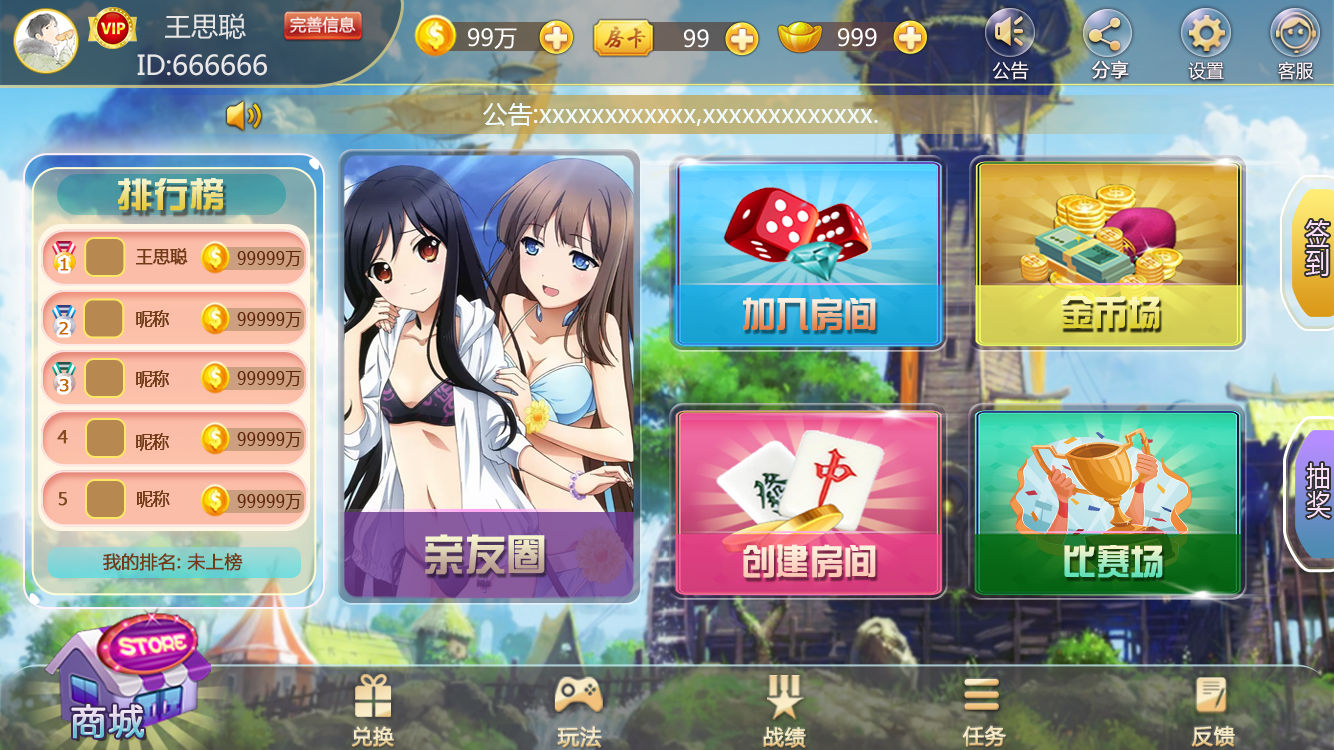 VIP
王思聪
完善信息
ID:666666
99万
房卡
99
999
公告
分享
设置
客服
公告:xxxxxxxxxxxx,xxxxxxxxxxxxx.
排行榜
1
王思聪
99999万
2
昵称
99999万
3
昵称
99999万
4
昵称
99999万
5
昵称
99999万
我的排名: 未上榜
亲友圈
加入房间
金币场
發
中
创建房间
比赛场
签到
抽奖
STORE
商城
兑换
玩法
战绩
任务
反馈